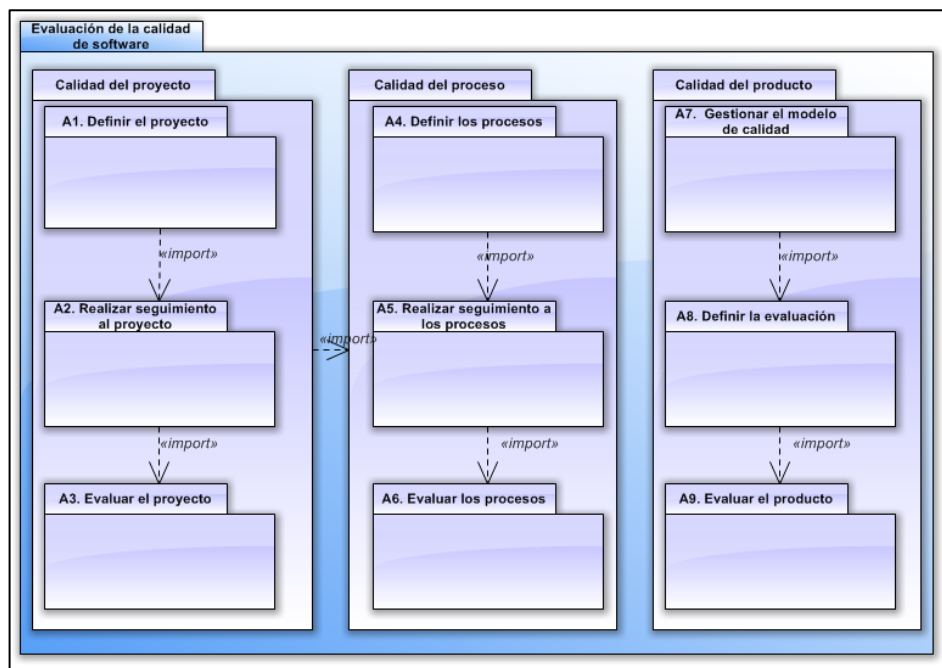 Evaluación de la calidad
de software
Calidad del proyecto
A1. Definir el proyecto
«import»
A2. Realizar seguimiento
al proyecto
«import»
A3. Evaluar el proyecto
«import»
Calidad del proceso
A4. Definir los procesos
«import»
A5. Realizar seguimiento a
los procesos
«import»
A6. Evaluar los procesos
Calidad del producto
A7. Gestionar el modelo
de calidad
«import»
A8. Definir la evaluación
«import»
A9. Evaluar el producto